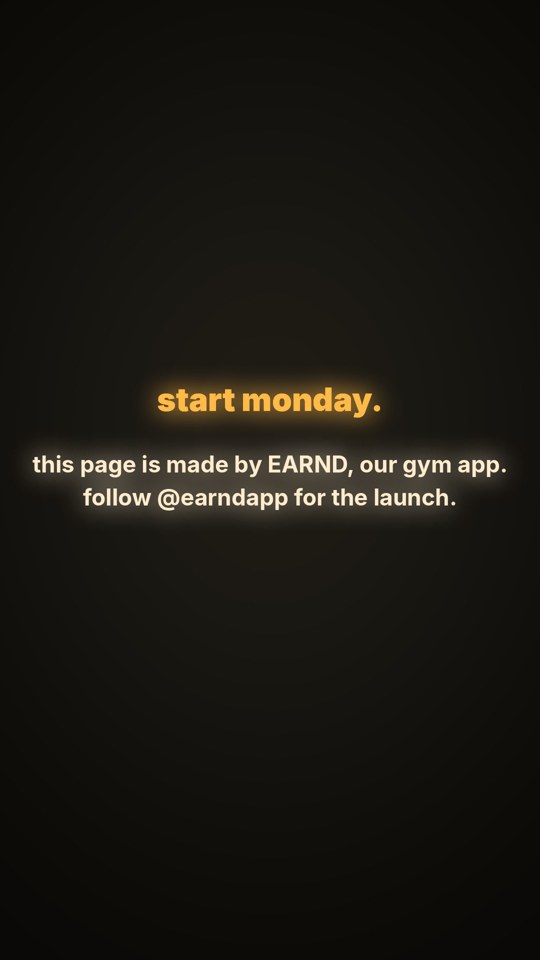 start monday.
this page is made by EARND, our gym app.
follow @earndapp for the launch.